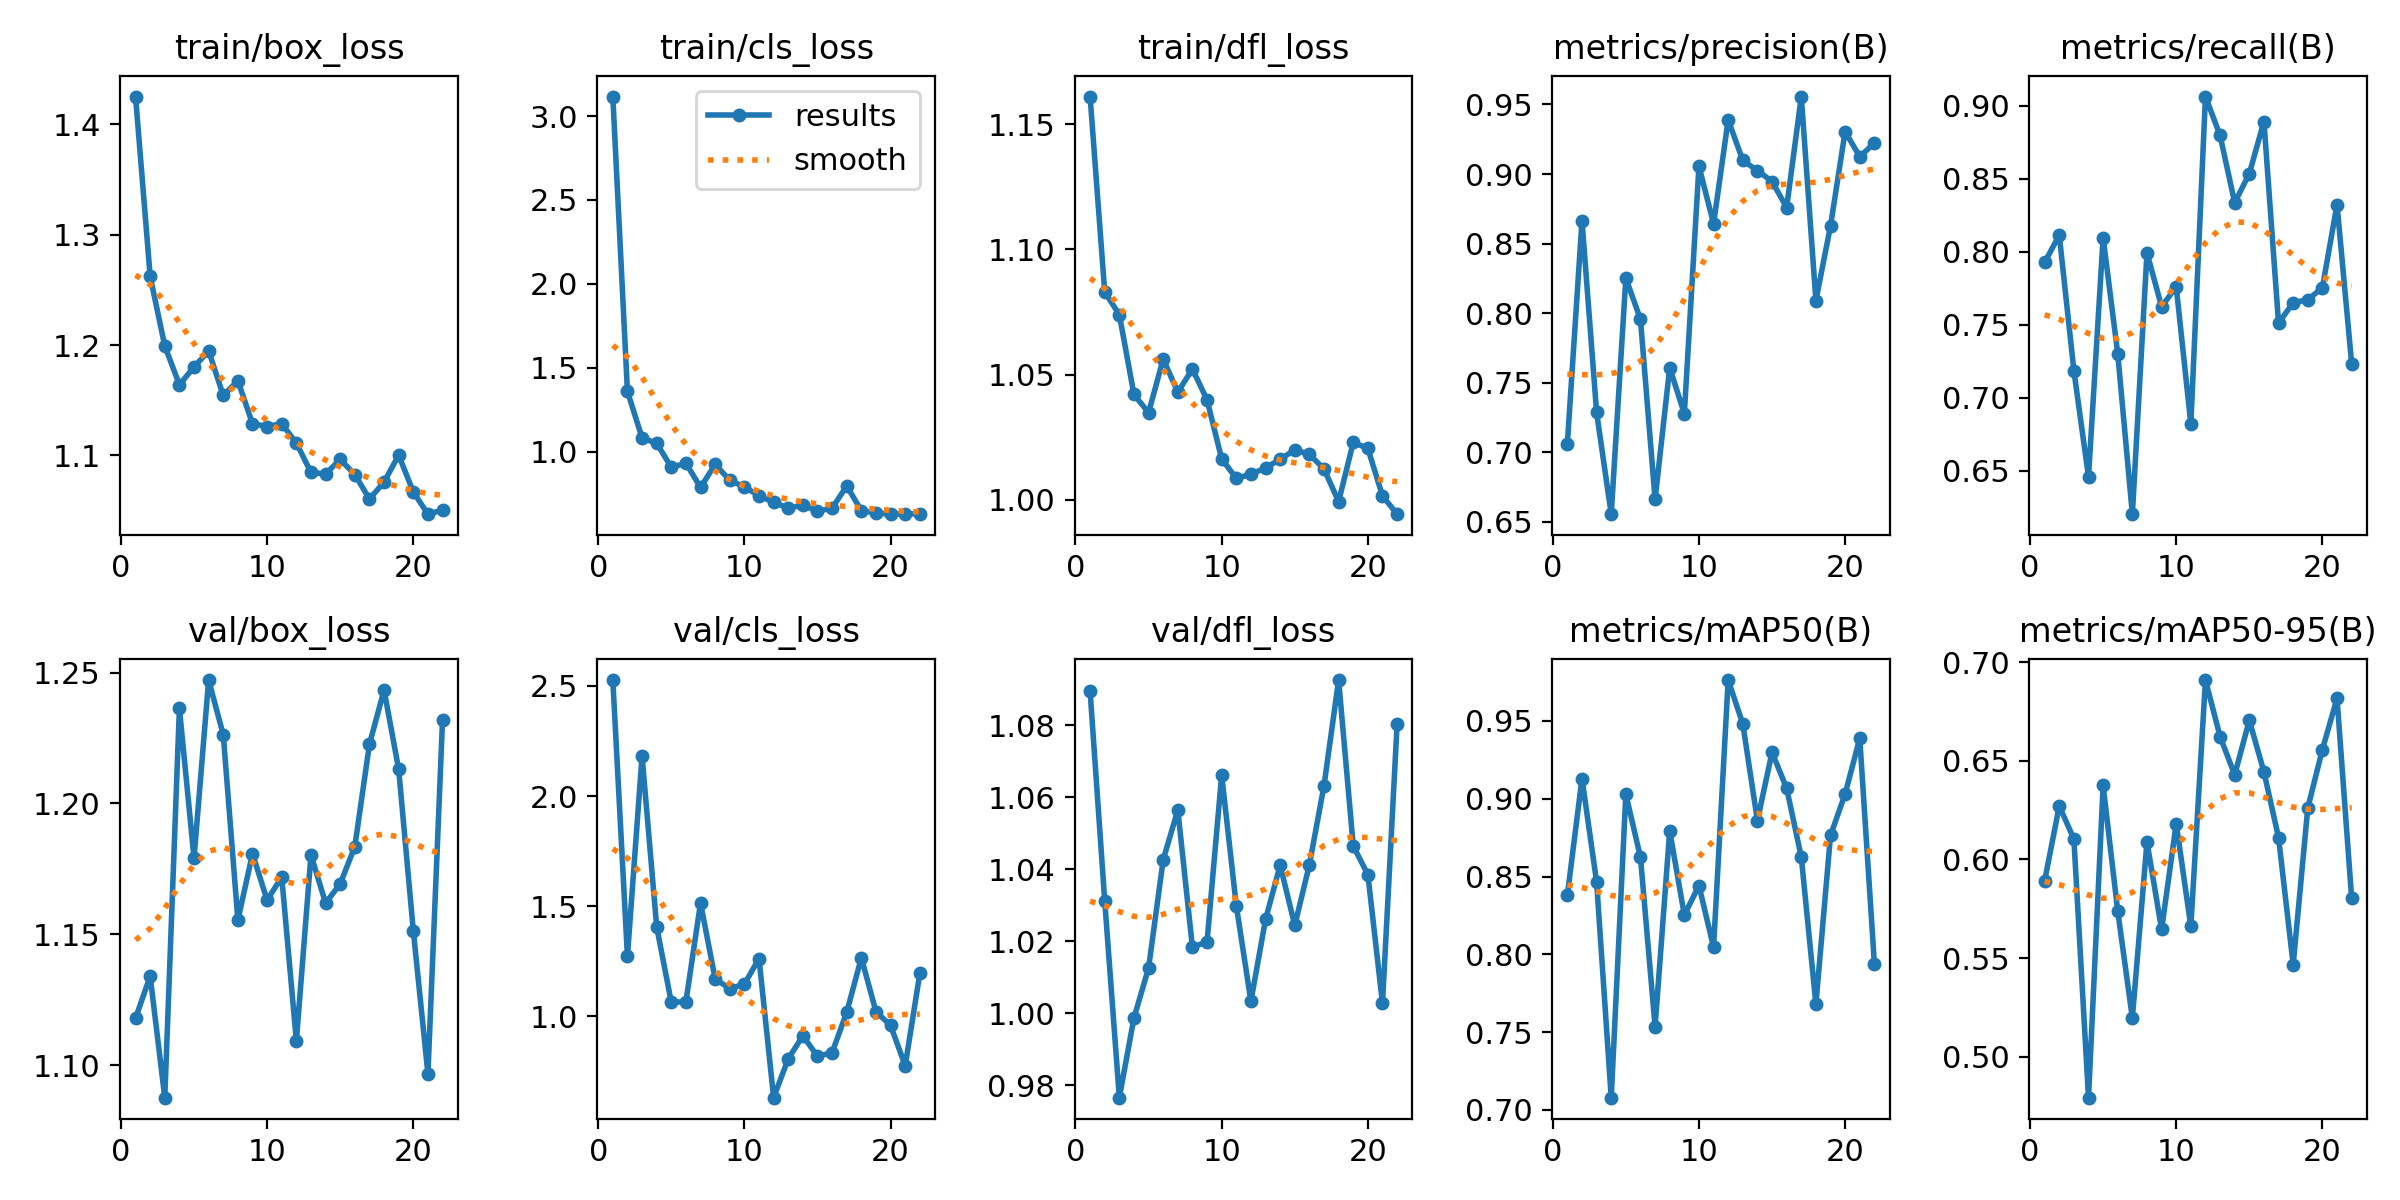 train/box_loss
train/cls_loss
train/dfl_loss
metrics/precision(B)
metrics/recall(B)
1.4
1.3
1.2
1.1
0 10 20
3.0
2.5
2.0
1.5
1.0
results
smooth
0 10 20
1.15
1.10
1.05
1.00
0 10 20
0.95
0.90
0.85
0.80
0.75
0.70
0.65
0 10 20
0.90
0.85
0.80
0.75
0.70
0.65
0 10 20
val/box_loss
val/cls_loss
val/dfl_loss
metrics/mAP50(B)
metrics/mAP50-95(B)
1.25
1.20
1.15
1.10
0 10 20
2.5
2.0
1.5
1.0
0 10 20
1.08
1.06
1.04
1.02
1.00
0.98
0 10 20
0.95
0.90
0.85
0.80
0.75
0.70
0 10 20
0.70
0.65
0.60
0.55
0.50
0 10 20